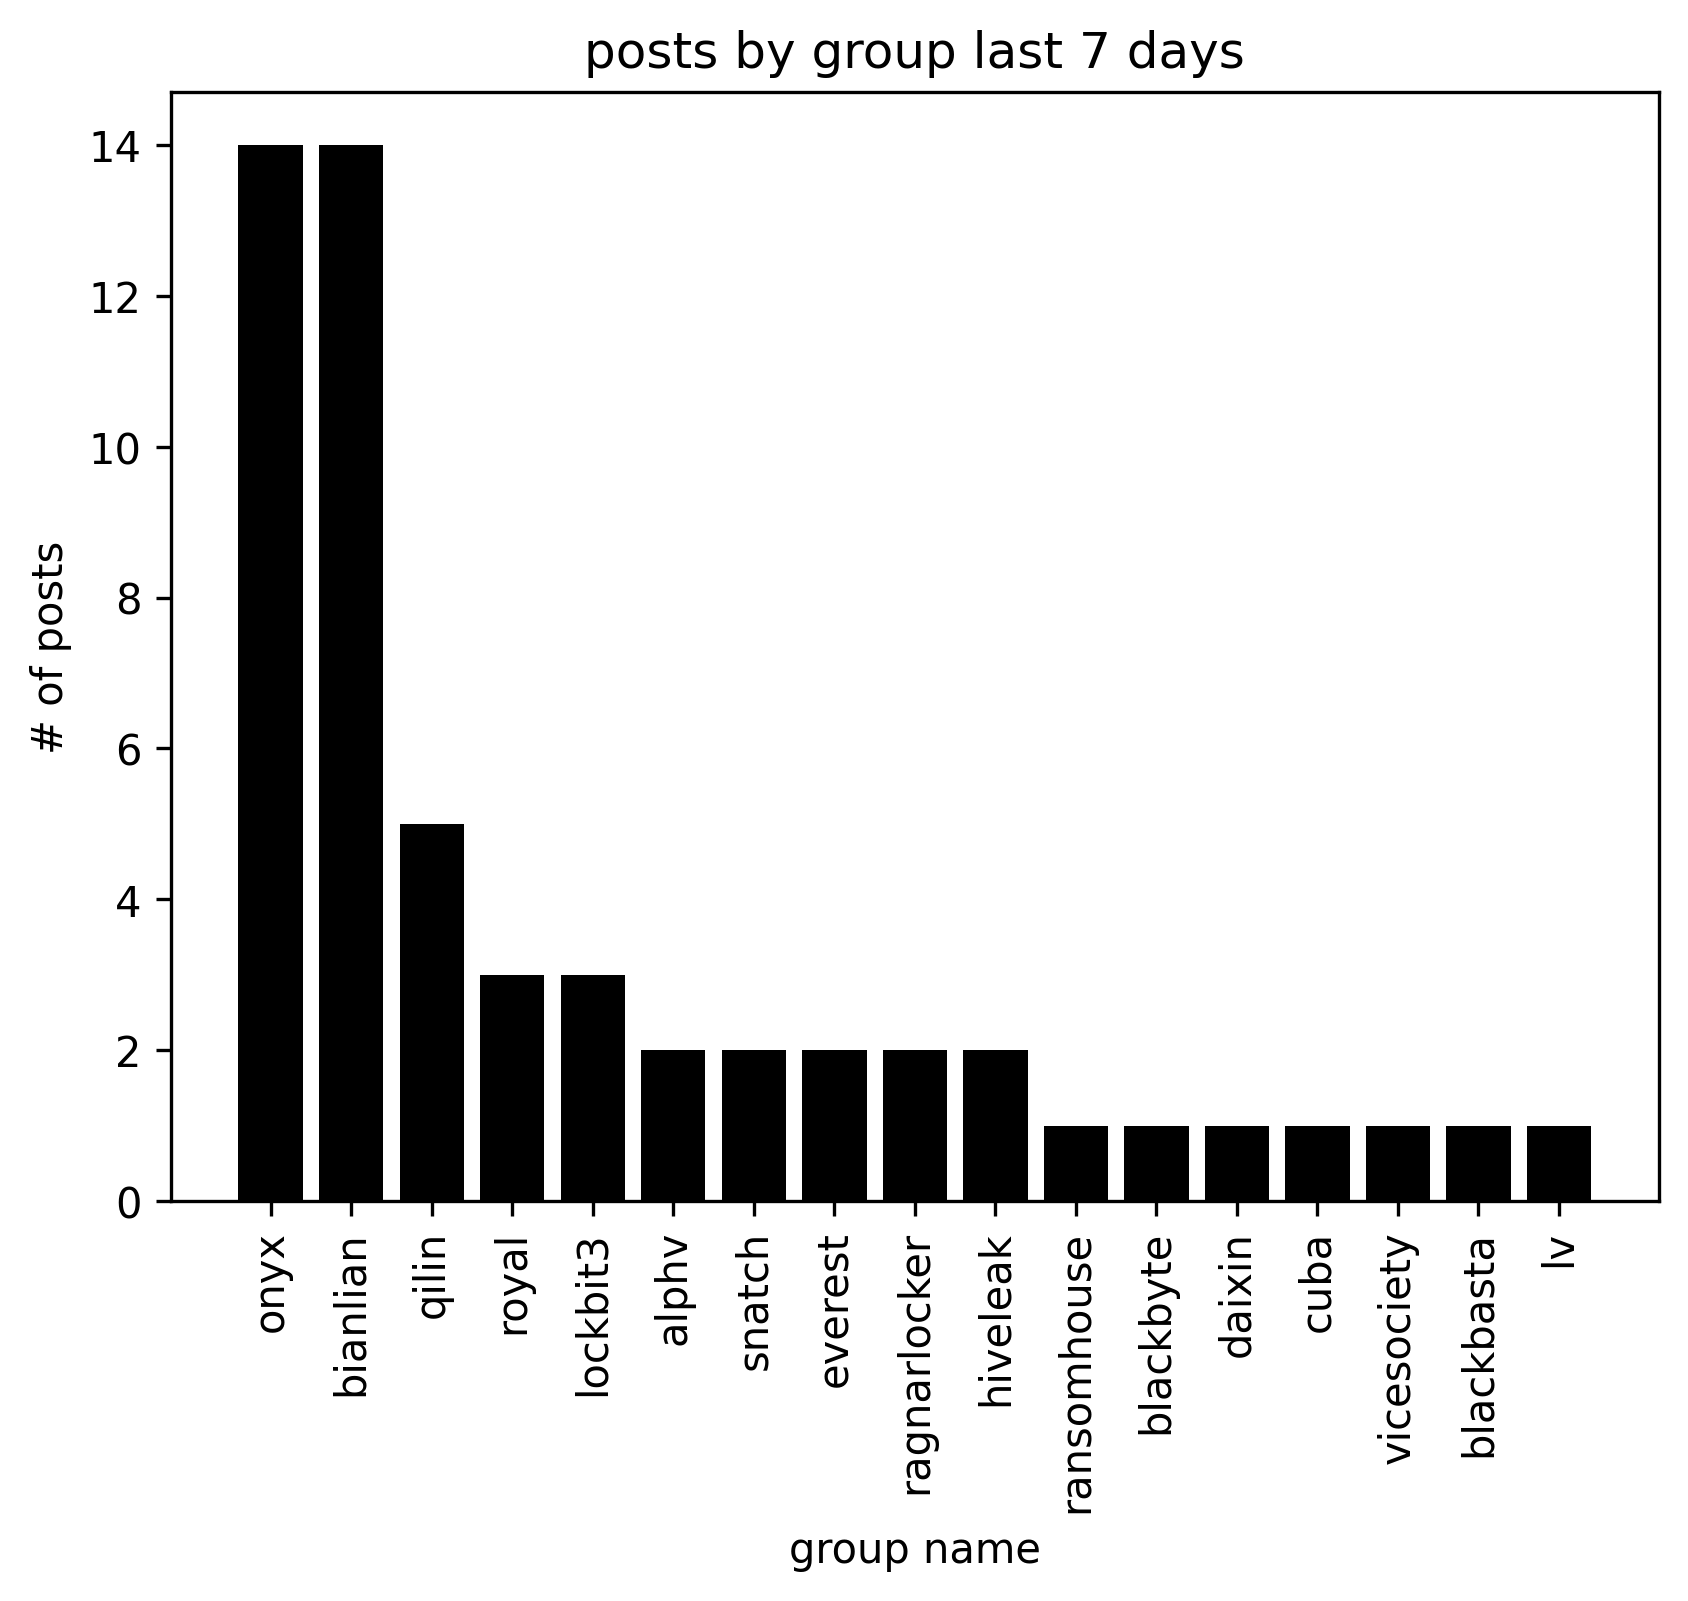 posts by group last 7 days
# of posts
14
12
10
8
6
4
2
0
onyx
bianlian
qilin
royal
lockbit3
alphv
snatch
everest
ragnarlocker
hiveleak
ransomhouse
blackbyte
daixin
cuba
vicesociety
blackbasta
lv
group name